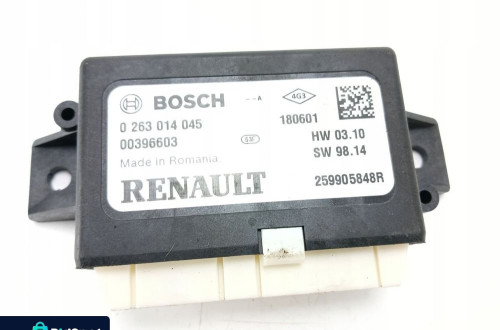 BOSCH --A 4G3
0 263 014 045 180601
00396603 HW 03.10
Made in Romania SW 98.14
RENAULT 259905848R